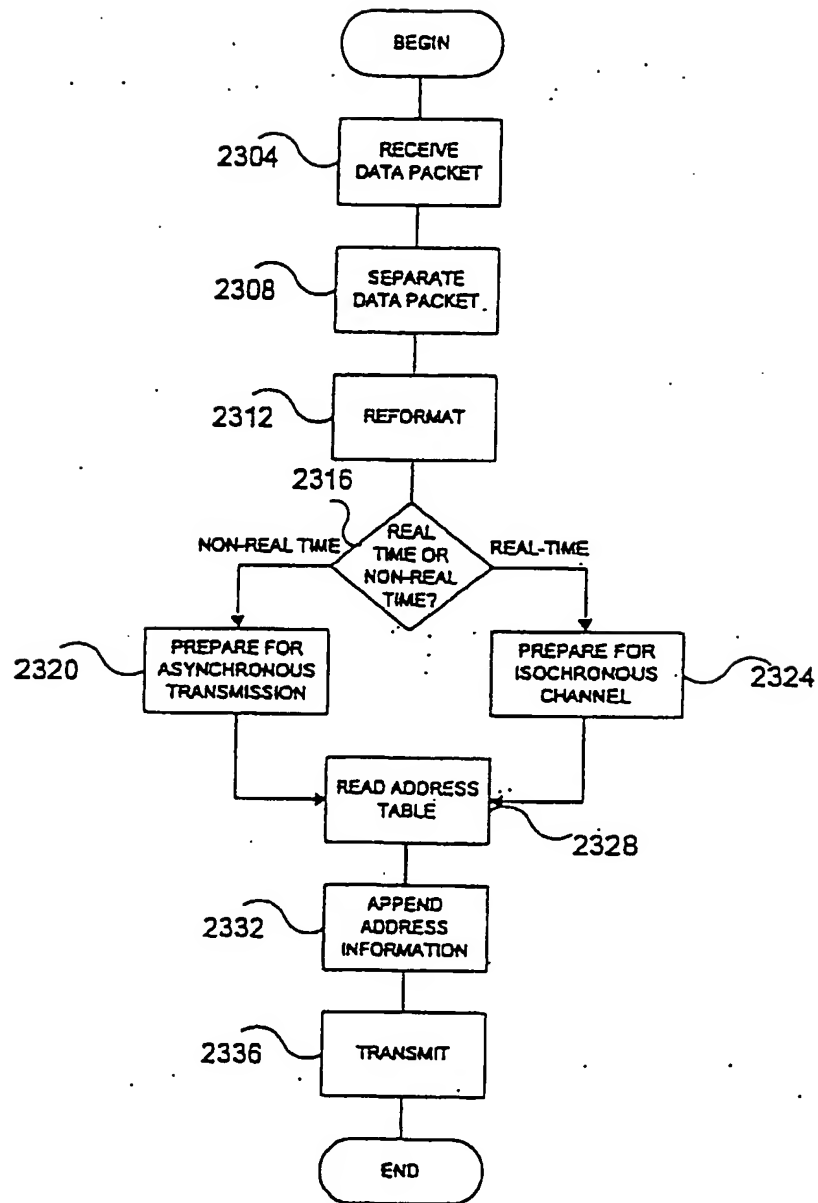 BEGIN
2304
RECEIVE
DATA PACKET
2308
SEPARATE
DATA PACKET
2312
REFORMAT
2316
NON-REAL TIME
REAL
TIME OR
NON-REAL
TIME?
REAL-TIME
2320
PREPARE FOR
ASYNCHRONOUS
TRANSMISSION
PREPARE FOR
ISOCHRONOUS
CHANNEL
2324
READ ADDRESS
TABLE
2328
2332
APPEND
ADDRESS
INFORMATION
2336
TRANSMIT
END